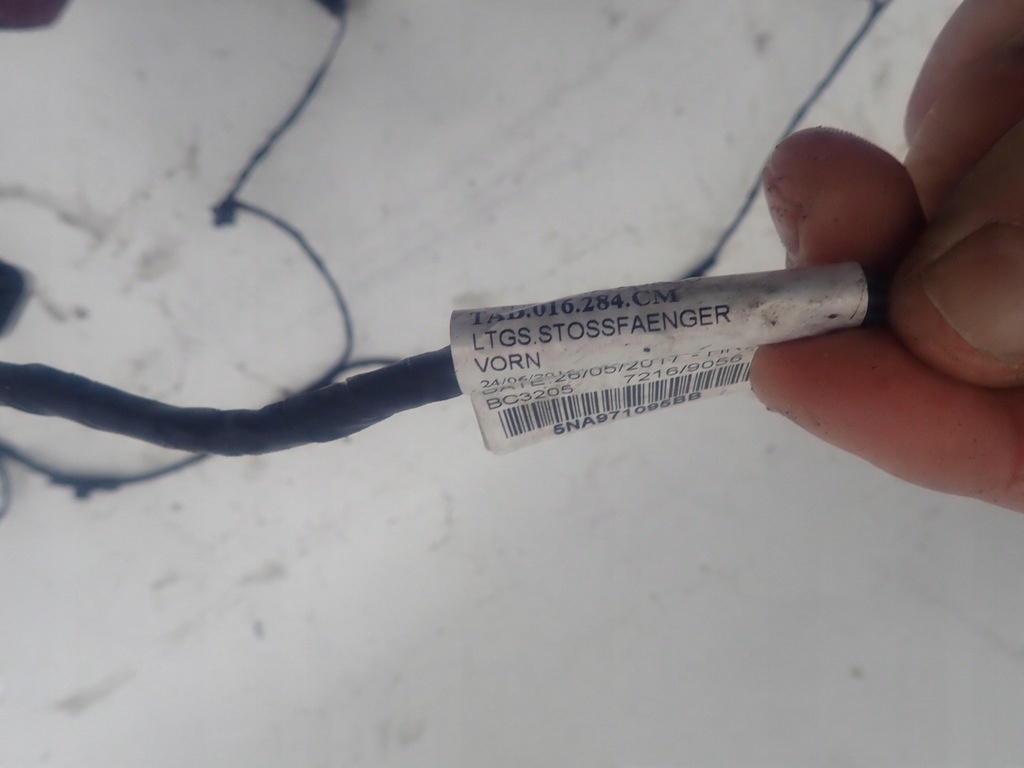 TAB.016.284.CM
LTGS.STOSSFAENGER
VORN
BC3205 7216/9056
5NA971095BB